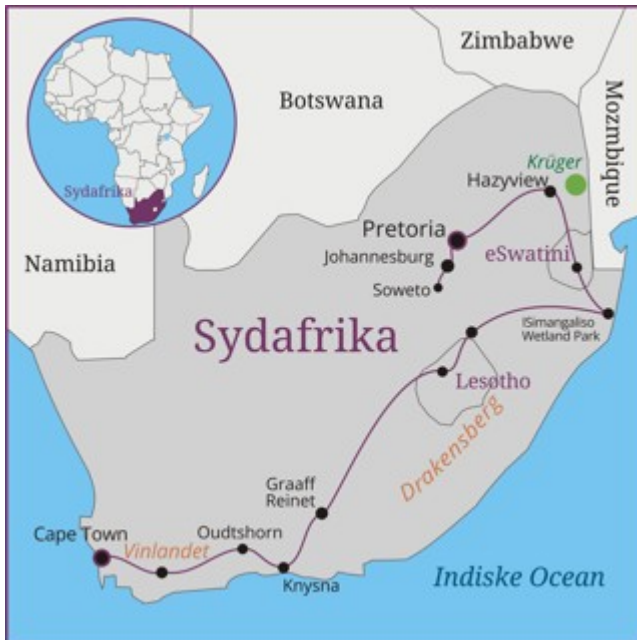 Zimbabwe
Botswana
Mozmbique
Sydafrika
Krüger
Hazyview
Pretoria
Namibia
Johannesburg
eSwatini
Soweto
ISimangaliso
Wetland Park
Sydafrika
Lesotho
Drakensberg
Graaff
Reinet
Cape Town
Vinlandet
Oudtshorn
Knysna
Indiske Ocean